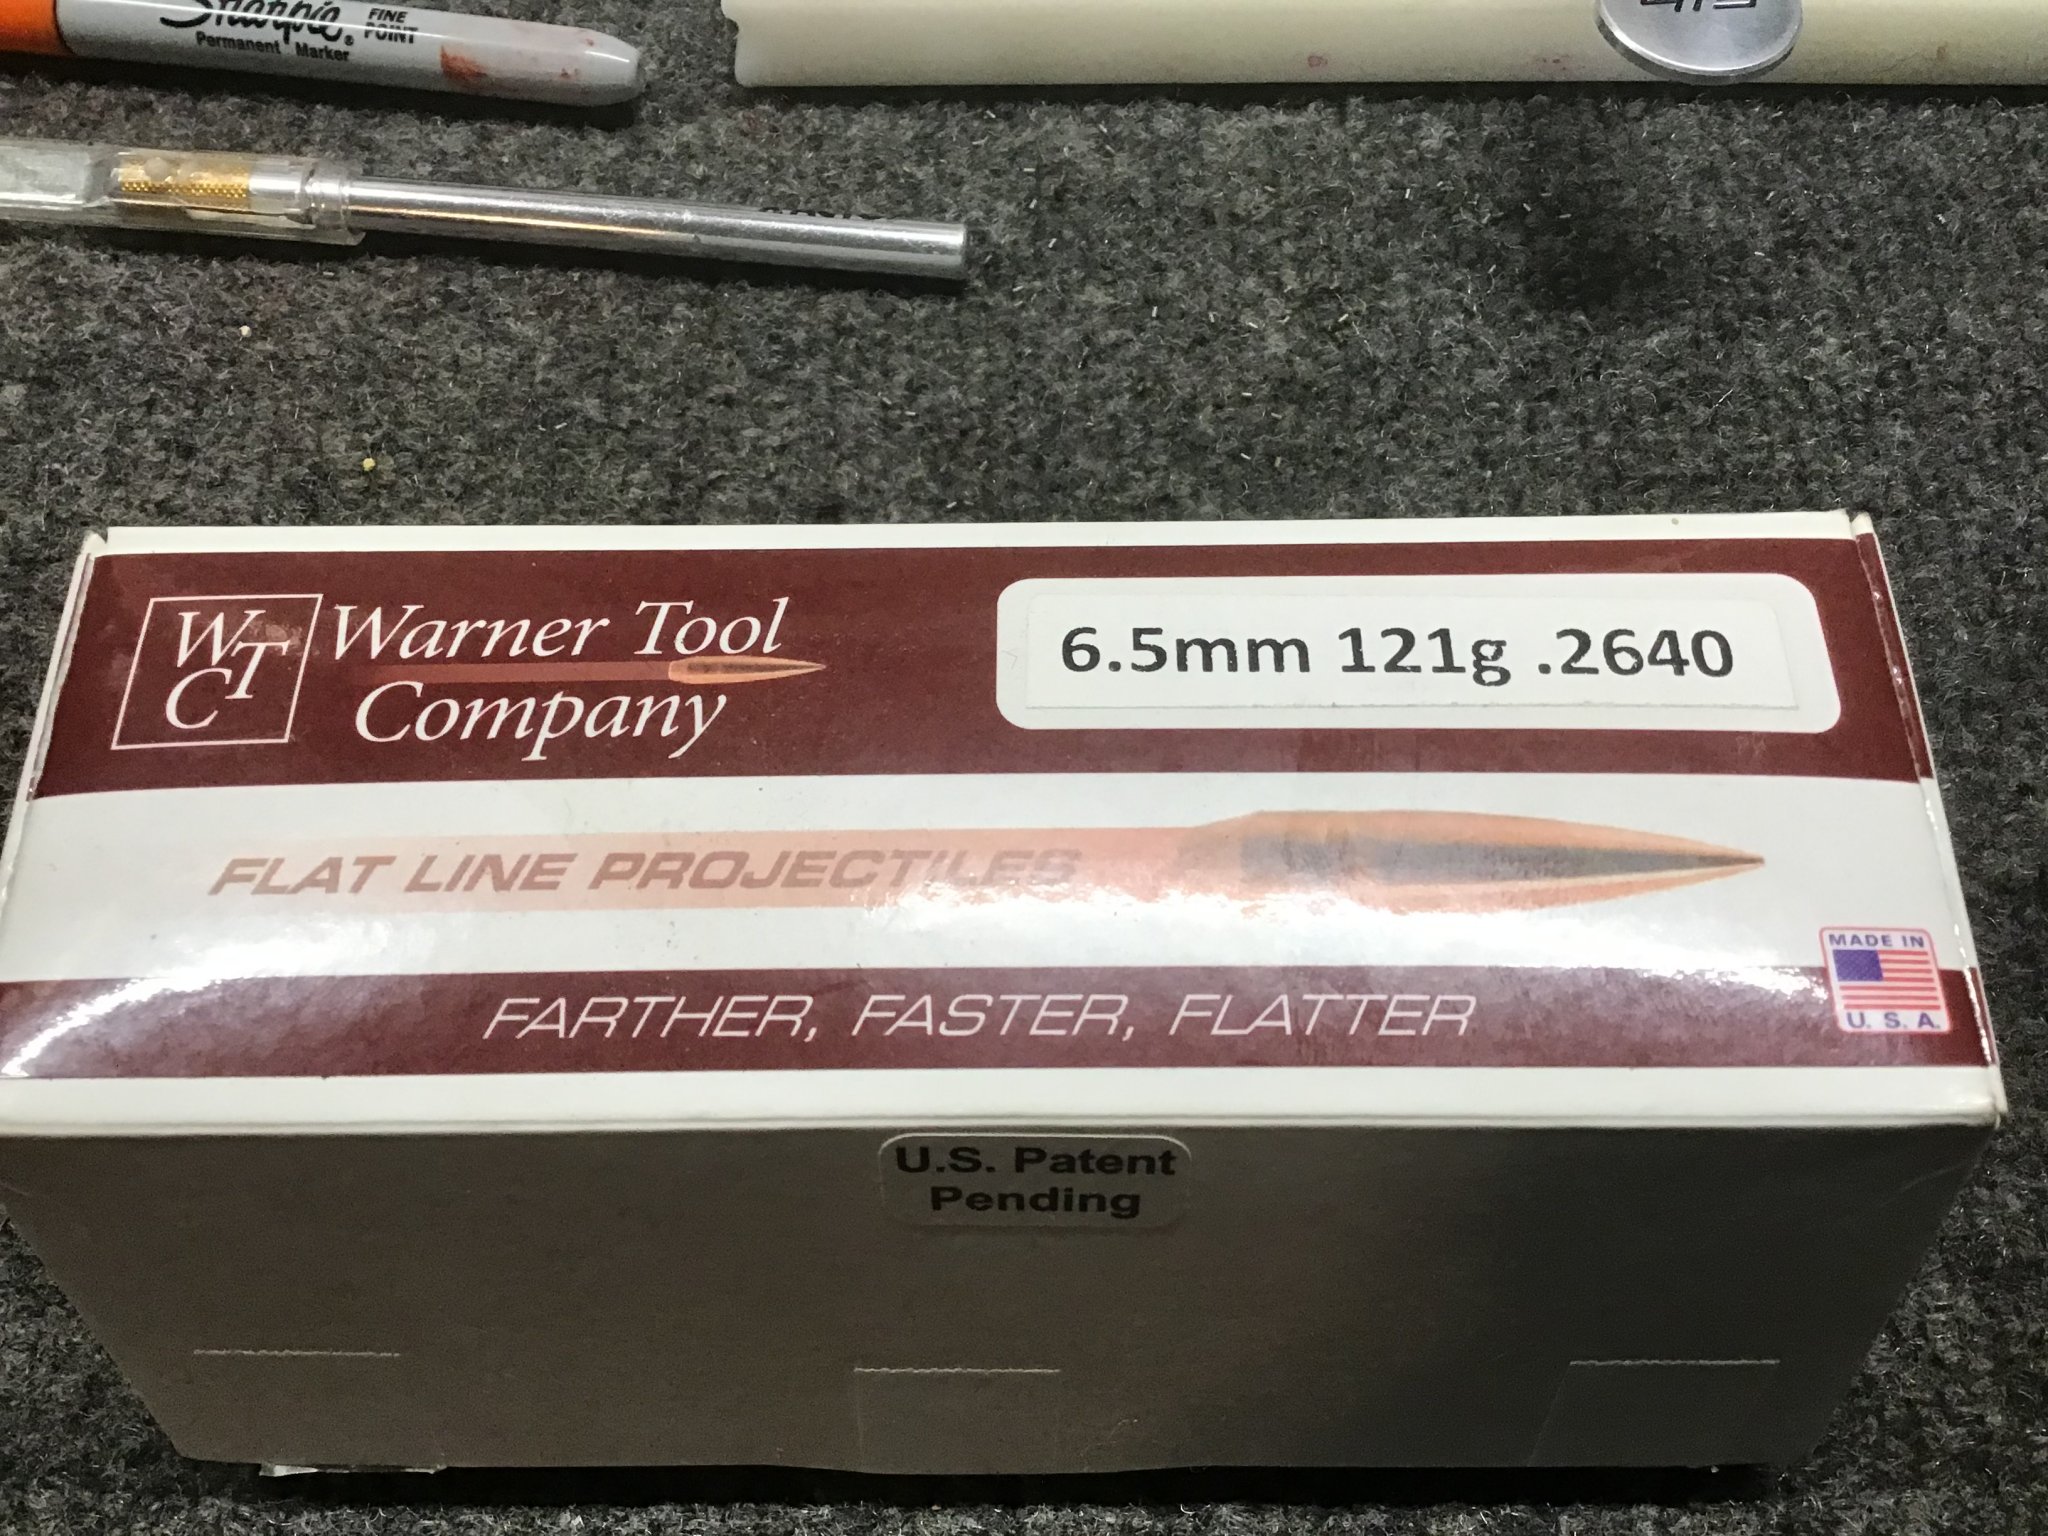 Sharpie. FINE POINT
Permanent Marker
WTC
Warner Tool
Company
6.5mm 121g .2640
FLAT LINE PROJECTILES
MADE IN
U. S. A.
FARTHER, FASTER, FLATTER
U.S. Patent
Pending